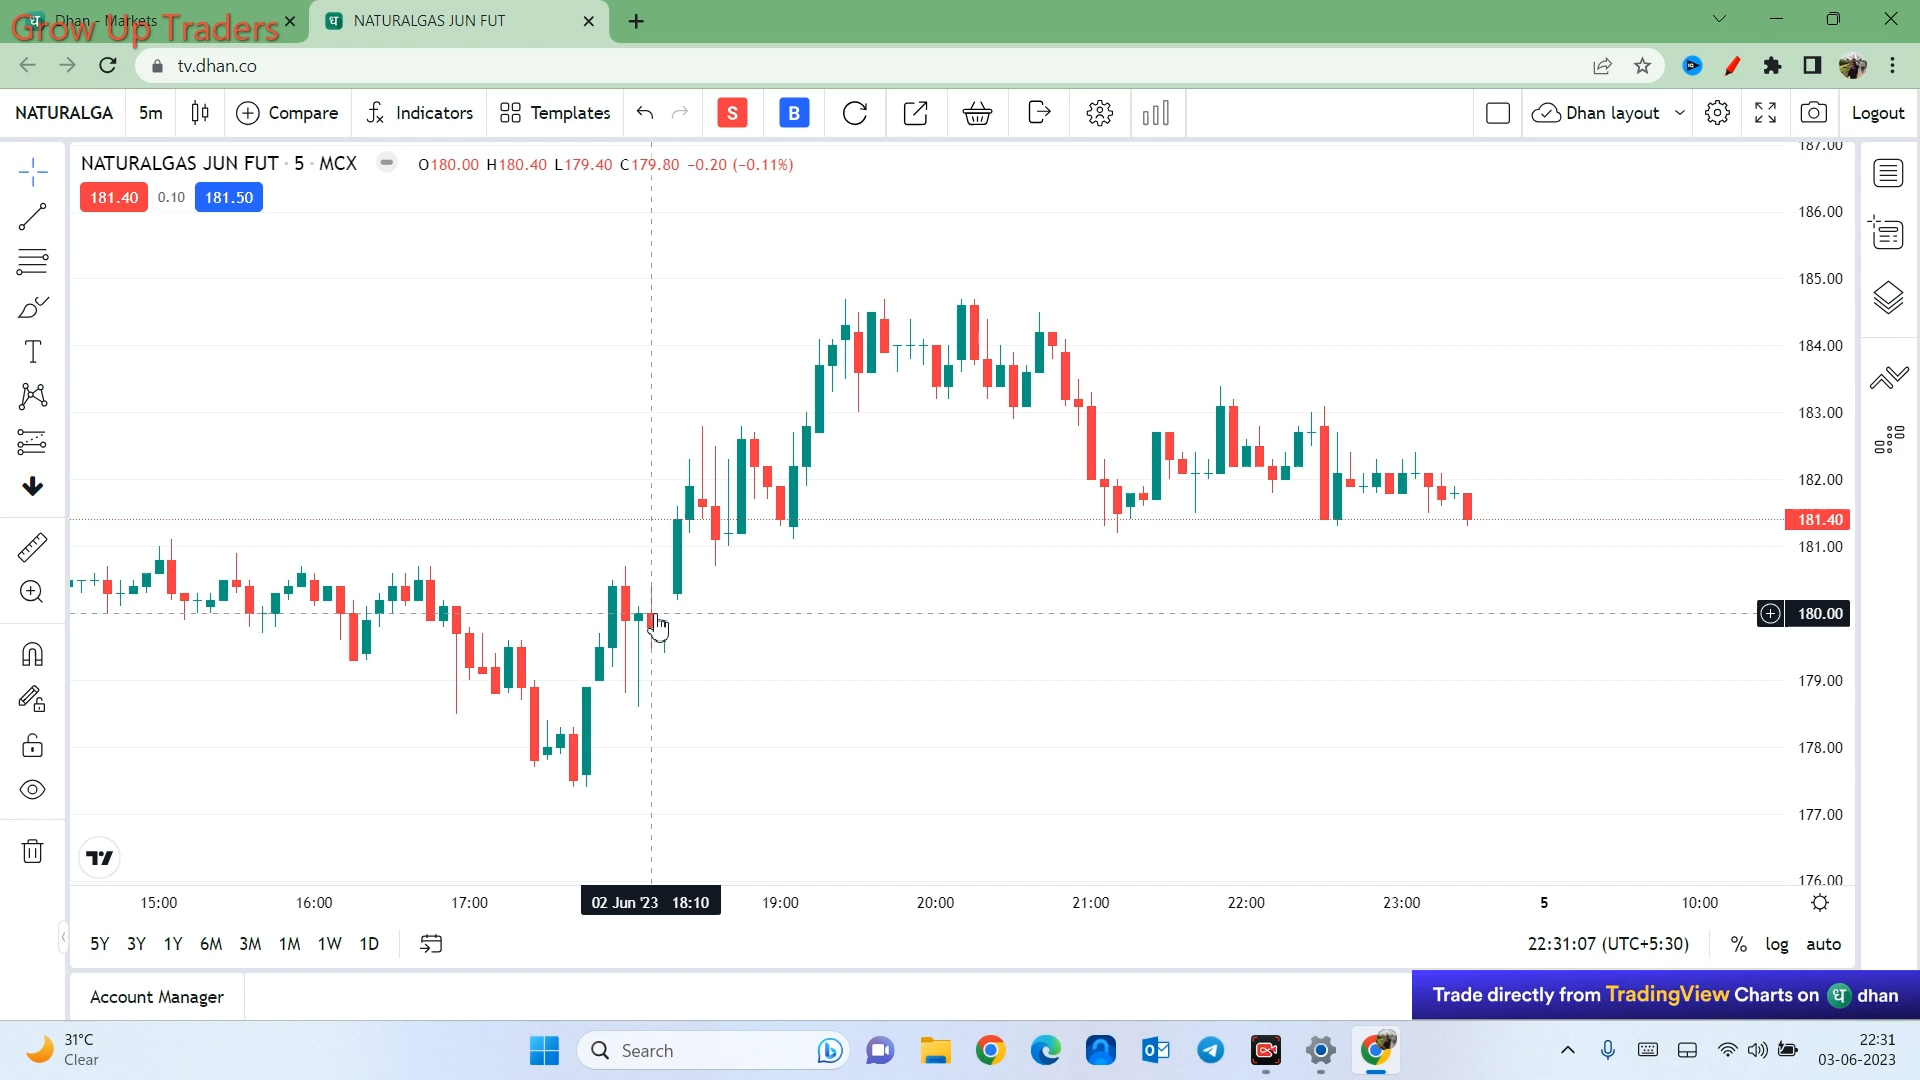 Dhan - Markets
Grow Up Traders
NATURALGAS JUN FUT
tv.dhan.co
NATURALGA
5m
Compare
Indicators
Templates
S
B
Dhan layout
Logout
NATURALGAS JUN FUT · 5 · MCX
O180.00 H180.40 L179.40 C179.80 −0.20 (−0.11%)
181.40
0.10
181.50
187.00
186.00
185.00
184.00
183.00
182.00
181.40
181.00
180.00
179.00
178.00
177.00
176.00
15:00
16:00
17:00
02 Jun '23 18:10
19:00
20:00
21:00
22:00
23:00
5
10:00
5Y
3Y
1Y
6M
3M
1M
1W
1D
22:31:07 (UTC+5:30)
%
log
auto
Account Manager
Trade directly from TradingView Charts on ध dhan
31°C
Clear
Search
22:31
03-06-2023